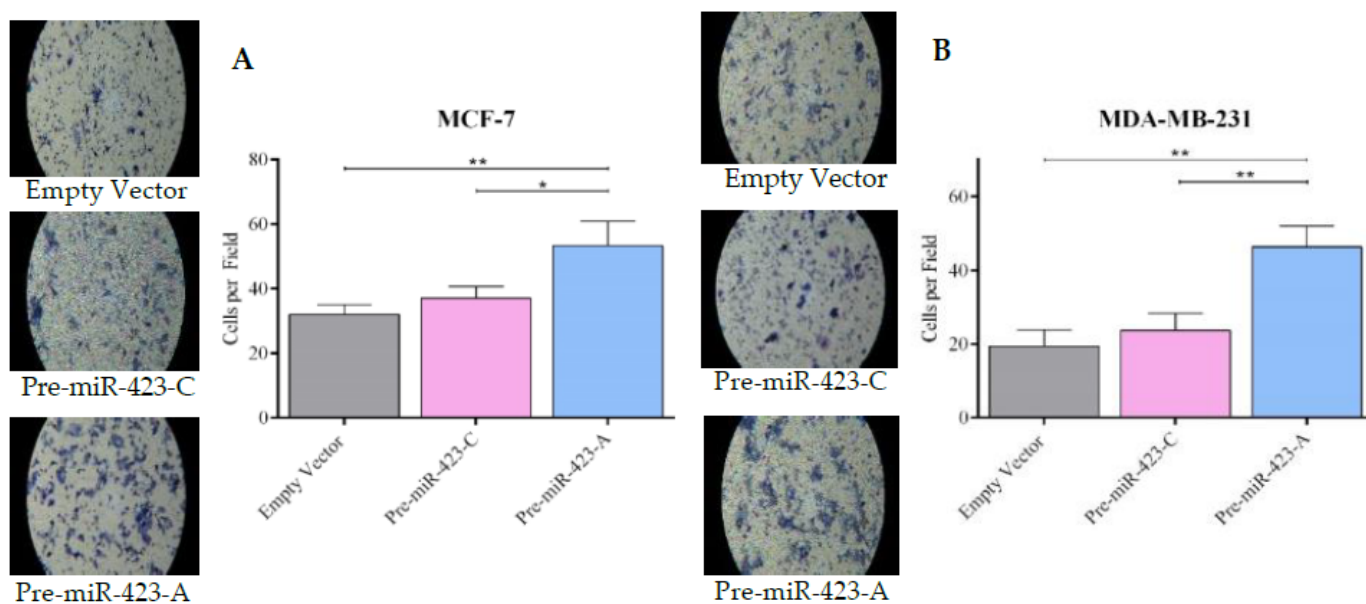 A
MCF-7
Cells per Field
80
60
40
20
0
**
*
Empty Vector
Pre-miR-423-C
Pre-miR-423-A
Empty Vector
Pre-miR-423-C
Pre-miR-423-A
B
MDA-MB-231
Cells per Field
60
40
20
0
**
**
Empty Vector
Pre-miR-423-C
Pre-miR-423-A
Empty Vector
Pre-miR-423-C
Pre-miR-423-A